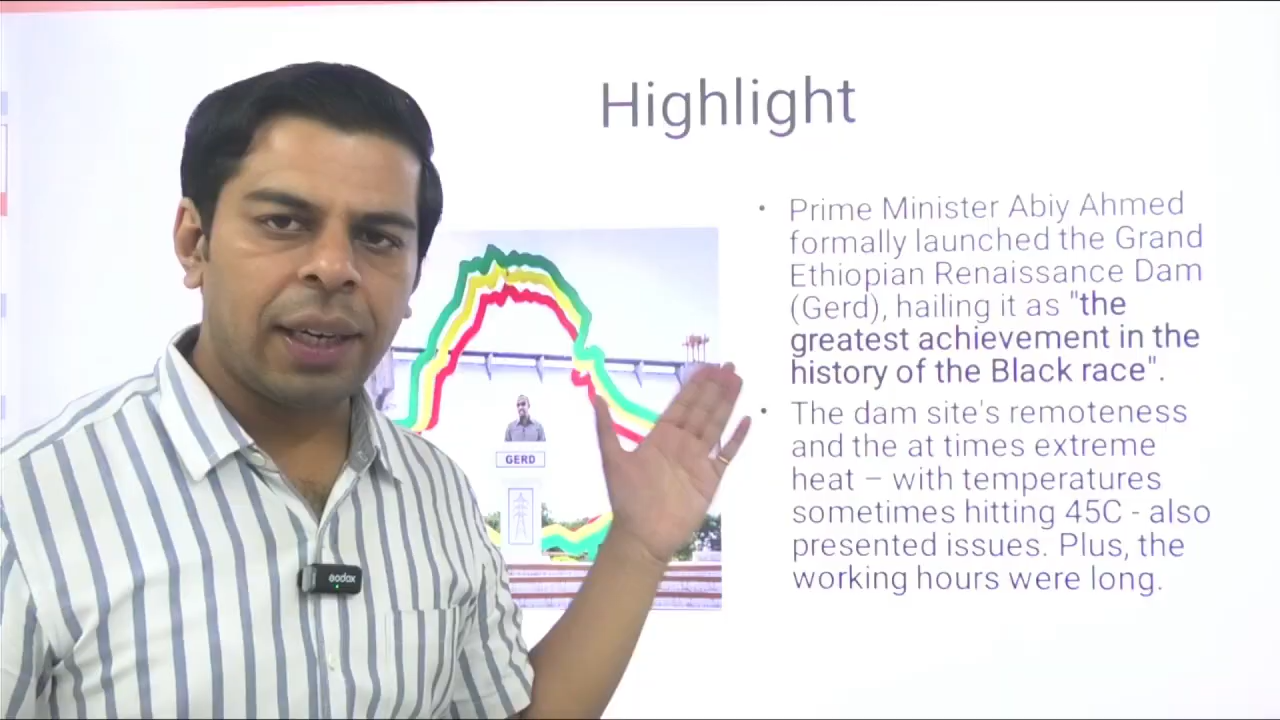 Highlight
• Prime Minister Abiy Ahmed
formally launched the Grand
Ethiopian Renaissance Dam
(Gerd), hailing it as "the
greatest achievement in the
history of the Black race".
• The dam site's remoteness
and the at times extreme
heat – with temperatures
sometimes hitting 45C - also
presented issues. Plus, the
working hours were long.
GERD
Godox